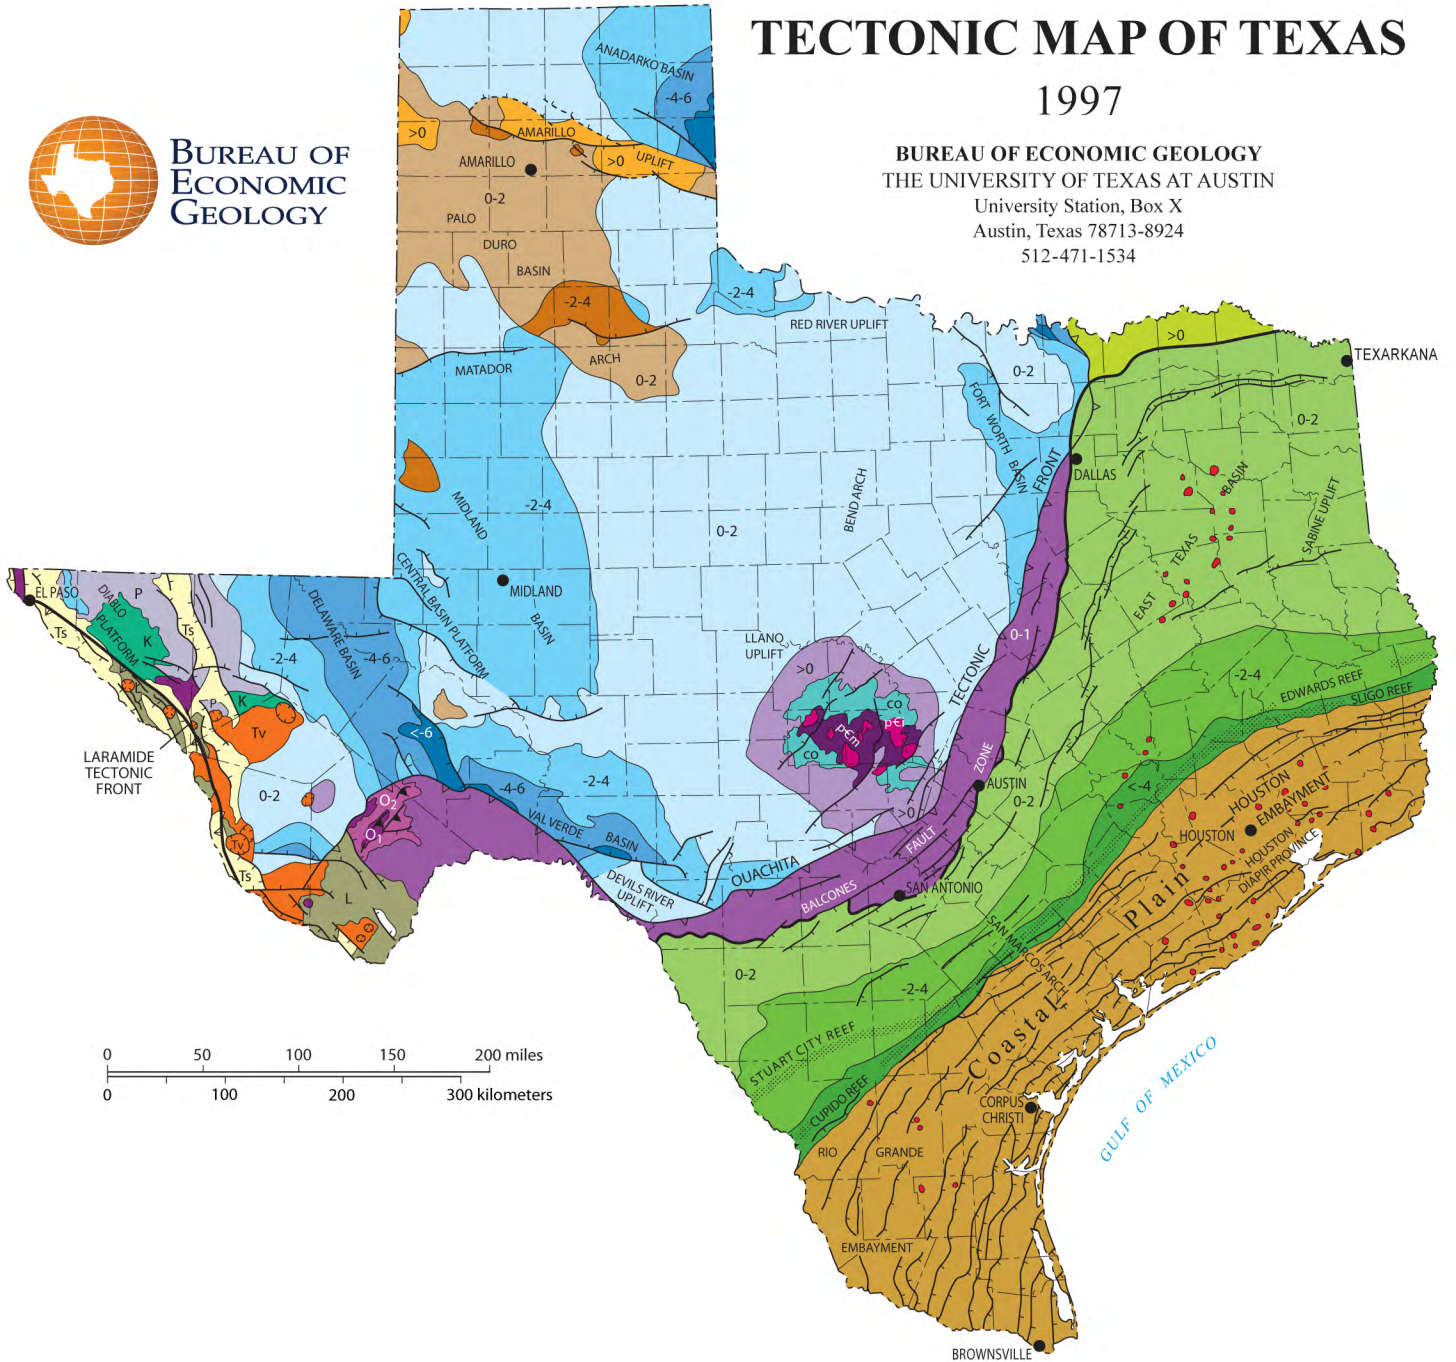 TECTONIC MAP OF TEXAS
1997
BUREAU OF ECONOMIC GEOLOGY
THE UNIVERSITY OF TEXAS AT AUSTIN
University Station, Box X
Austin, Texas 78713-8924
512-471-1534
BUREAU OF
ECONOMIC
GEOLOGY
ANADARKO BASIN
-4-6
>0
AMARILLO
UPLIFT
>0
AMARILLO
0-2
PALO
DURO
BASIN
-2-4
-2-4
RED RIVER UPLIFT
MATADOR
ARCH
0-2
0-2
>0
TEXARKANA
FORT WORTH BASIN
0-2
FRONT
DALLAS
BASIN
TEXAS
EAST
SABINE UPLIFT
MIDLAND
-2-4
0-2
BEND ARCH
CENTRAL BASIN PLATFORM
MIDLAND
BASIN
EL PASO
DIABLO
PLATFORM
P
K
Ts
Ts
-2-4
DELAWARE BASIN
-4-6
LLANO
UPLIFT
>0
co
p€i
p€m
co
>0
0-1
TECTONIC
ZONE
-2-4
EDWARDS REEF
SLIGO REEF
P
K
Tv
<-6
LARAMIDE
TECTONIC
FRONT
0-2
-4-6
-2-4
VAL VERDE
BASIN
O2
O1
Tv
Ts
L
DEVILS RIVER
UPLIFT
OUACHITA
BALCONES
FAULT
AUSTIN
0-2
SAN ANTONIO
<-4
HOUSTON
EMBAYMENT
HOUSTON
HOUSTON
DIAPIR PROVINCE
Plain
Coastal
SAN MARCOS ARCH
0-2
-2-4
STUART CITY REEF
CUPIDO REEF
0 50 100 150 200 miles
0 100 200 300 kilometers
CORPUS
CHRISTI
GULF OF MEXICO
RIO
GRANDE
EMBAYMENT
BROWNSVILLE